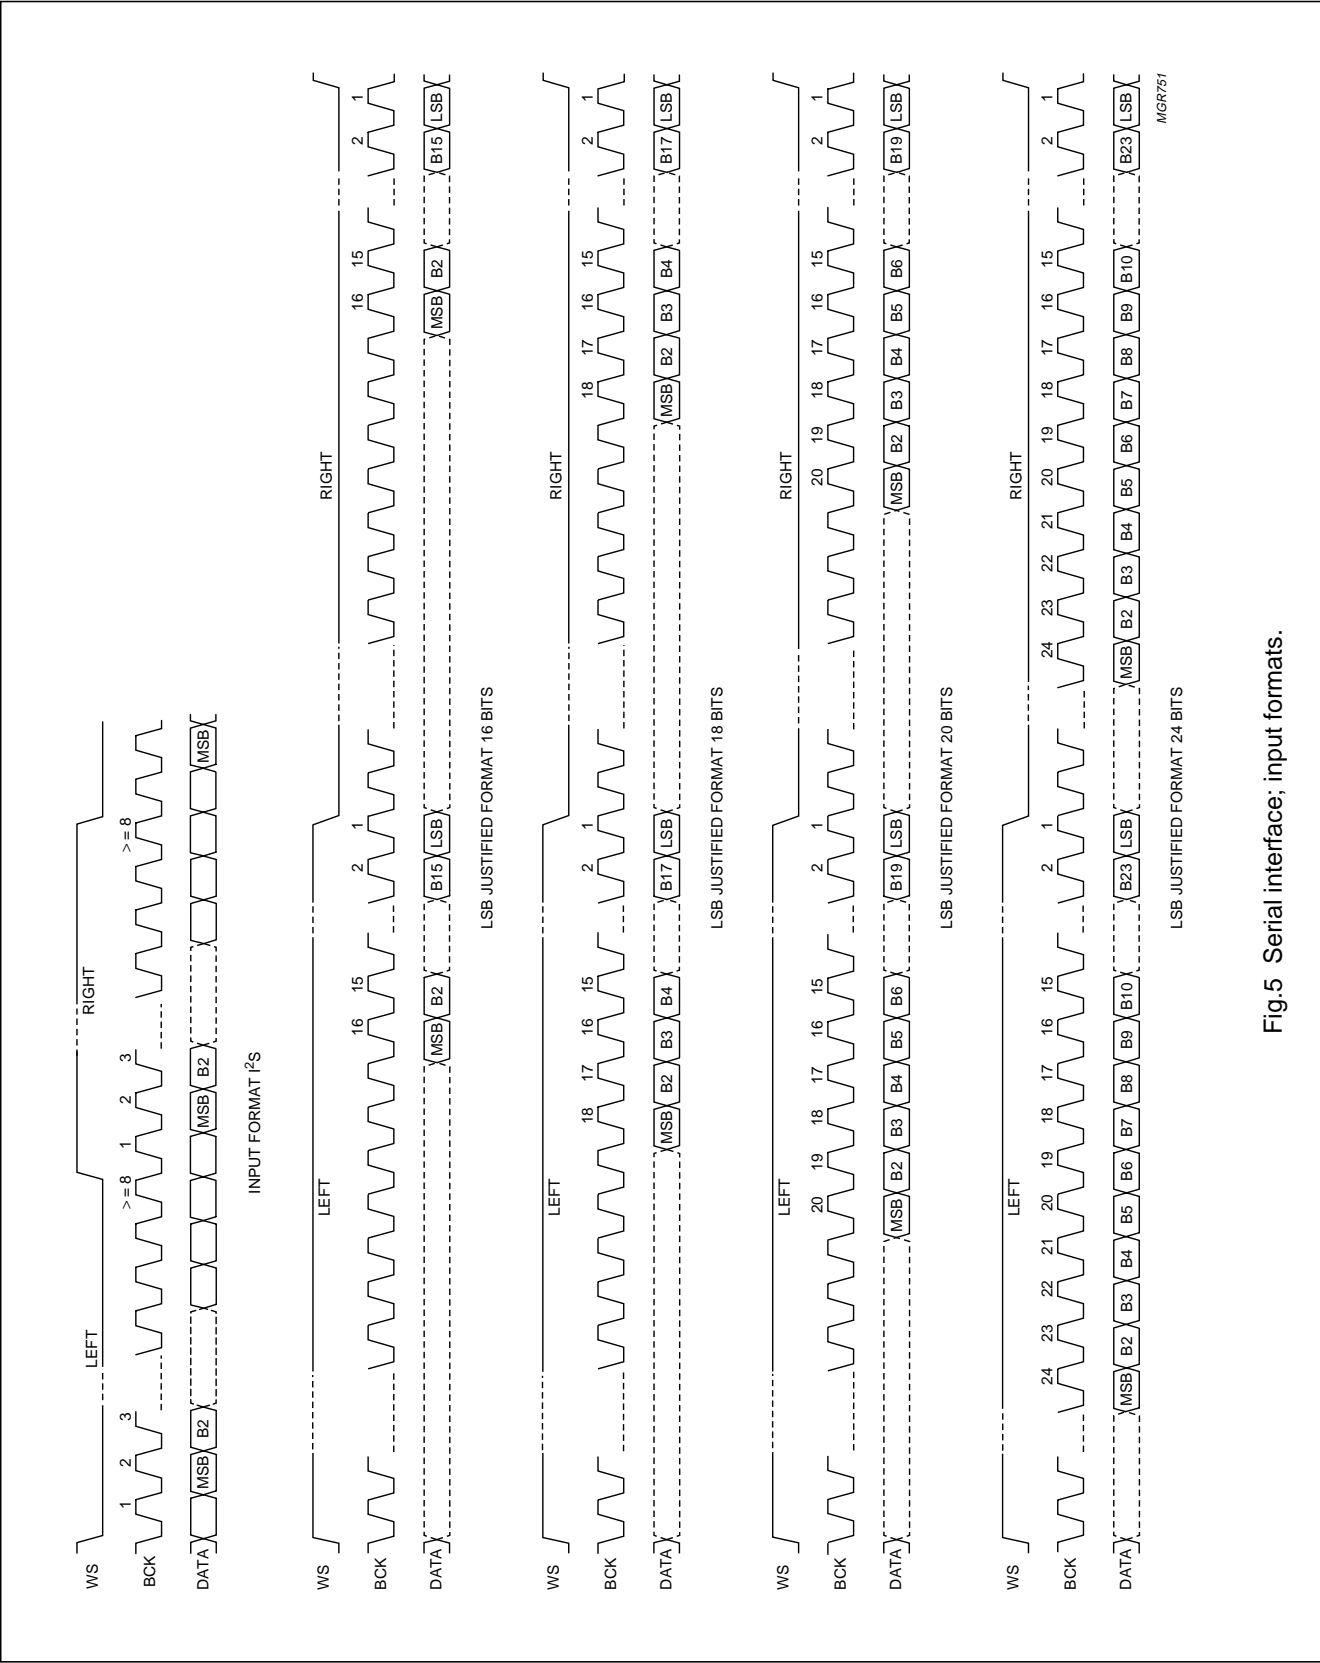 WS
LEFT
RIGHT
BCK
1 2 3 >= 8 1 2 3 >= 8
DATA
MSB B2 MSB B2 MSB
INPUT FORMAT I²S
WS
LEFT
RIGHT
BCK
16 15 2 1 16 15 2 1
DATA
MSB B2 B15 LSB MSB B2 B15 LSB
LSB JUSTIFIED FORMAT 16 BITS
WS
LEFT
RIGHT
BCK
18 17 16 15 2 1 18 17 16 15 2 1
DATA
MSB B2 B3 B4 B17 LSB MSB B2 B3 B4 B17 LSB
LSB JUSTIFIED FORMAT 18 BITS
WS
LEFT
RIGHT
BCK
20 19 18 17 16 15 2 1 20 19 18 17 16 15 2 1
DATA
MSB B2 B3 B4 B5 B6 B19 LSB MSB B2 B3 B4 B5 B6 B19 LSB
LSB JUSTIFIED FORMAT 20 BITS
WS
LEFT
RIGHT
BCK
24 23 22 21 20 19 18 17 16 15 2 1 24 23 22 21 20 19 18 17 16 15 2 1
DATA
MSB B2 B3 B4 B5 B6 B7 B8 B9 B10 B23 LSB MSB B2 B3 B4 B5 B6 B7 B8 B9 B10 B23 LSB
LSB JUSTIFIED FORMAT 24 BITS
MGR751
Fig.5 Serial interface; input formats.